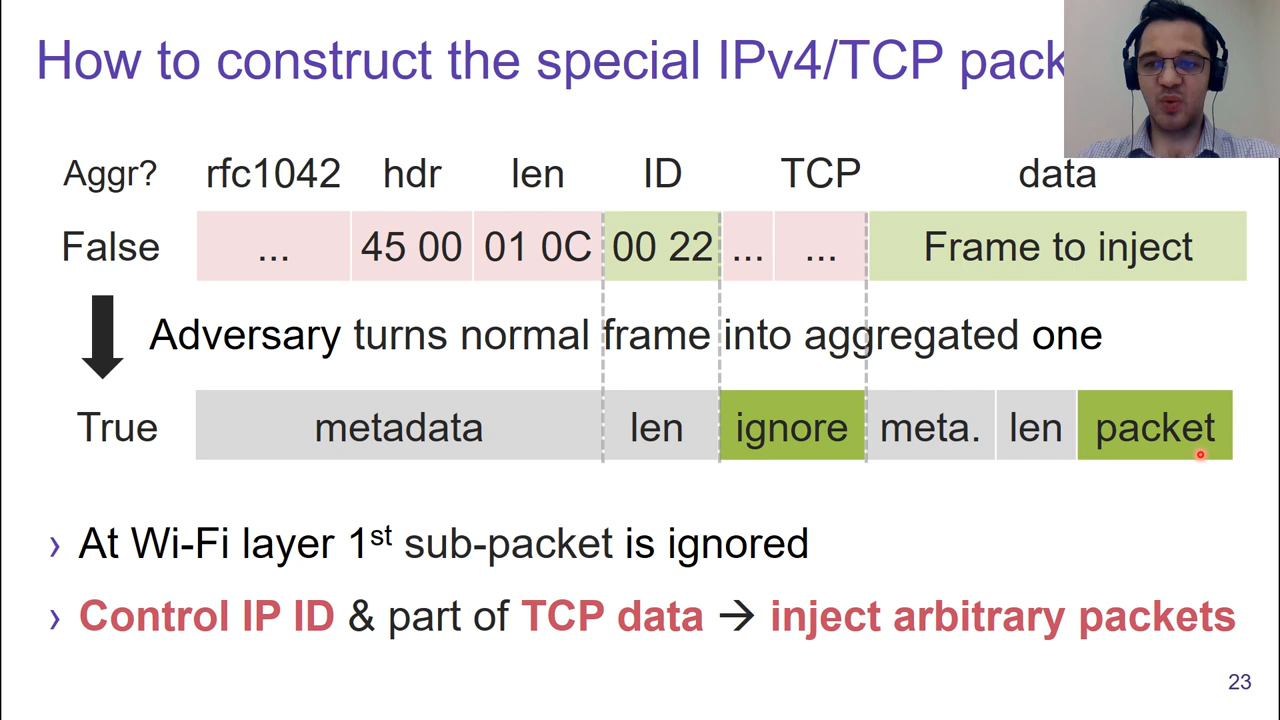 How to construct the special IPv4/TCP pack
Aggr? rfc1042 hdr len ID TCP data
False ... 45 00 01 0C 00 22 ... ... Frame to inject
Adversary turns normal frame into aggregated one
True metadata len ignore meta. len packet
› At Wi-Fi layer 1st sub-packet is ignored
› Control IP ID & part of TCP data → inject arbitrary packets
23